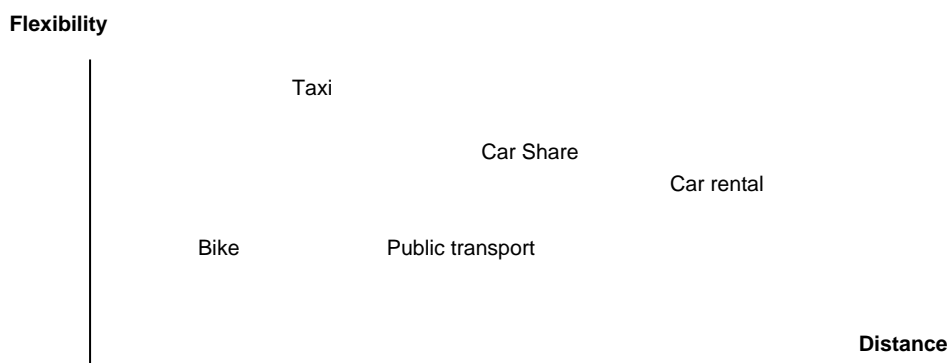 Flexibility
Taxi
Car Share
Car rental
Bike
Public transport
Distance